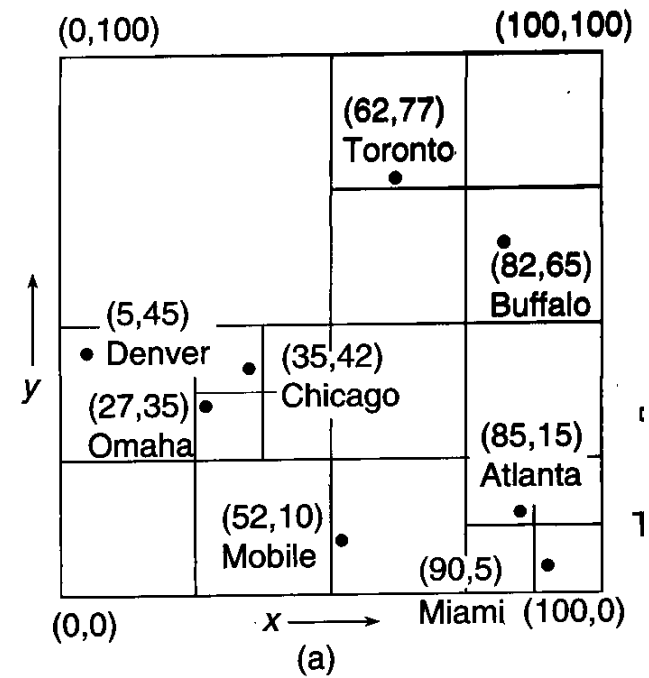 (0,100)
(100,100)
(62,77)
Toronto
(82,65)
Buffalo
(5,45)
Denver
(35,42)
Chicago
y
(27,35)
Omaha
(85,15)
Atlanta
(52,10)
Mobile
(90,5)
Miami
(0,0)
x
(100,0)
(a)